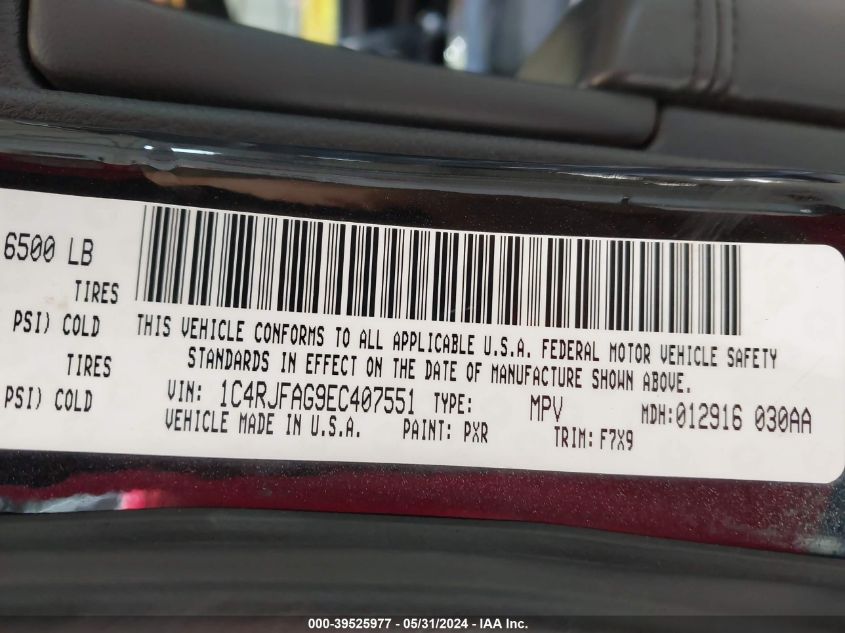 6500 LB
TIRES
PSI) COLD
TIRES
PSI) COLD
THIS VEHICLE CONFORMS TO ALL APPLICABLE U.S.A. FEDERAL MOTOR VEHICLE SAFETY
STANDARDS IN EFFECT ON THE DATE OF MANUFACTURE SHOWN ABOVE.
VIN: 1C4RJFAG9EC407551 TYPE: MPV MDH:012916 030AA
VEHICLE MADE IN U.S.A. PAINT: PXR TRIM: F7X9
000-39525977 - 05/31/2024 - IAA Inc.